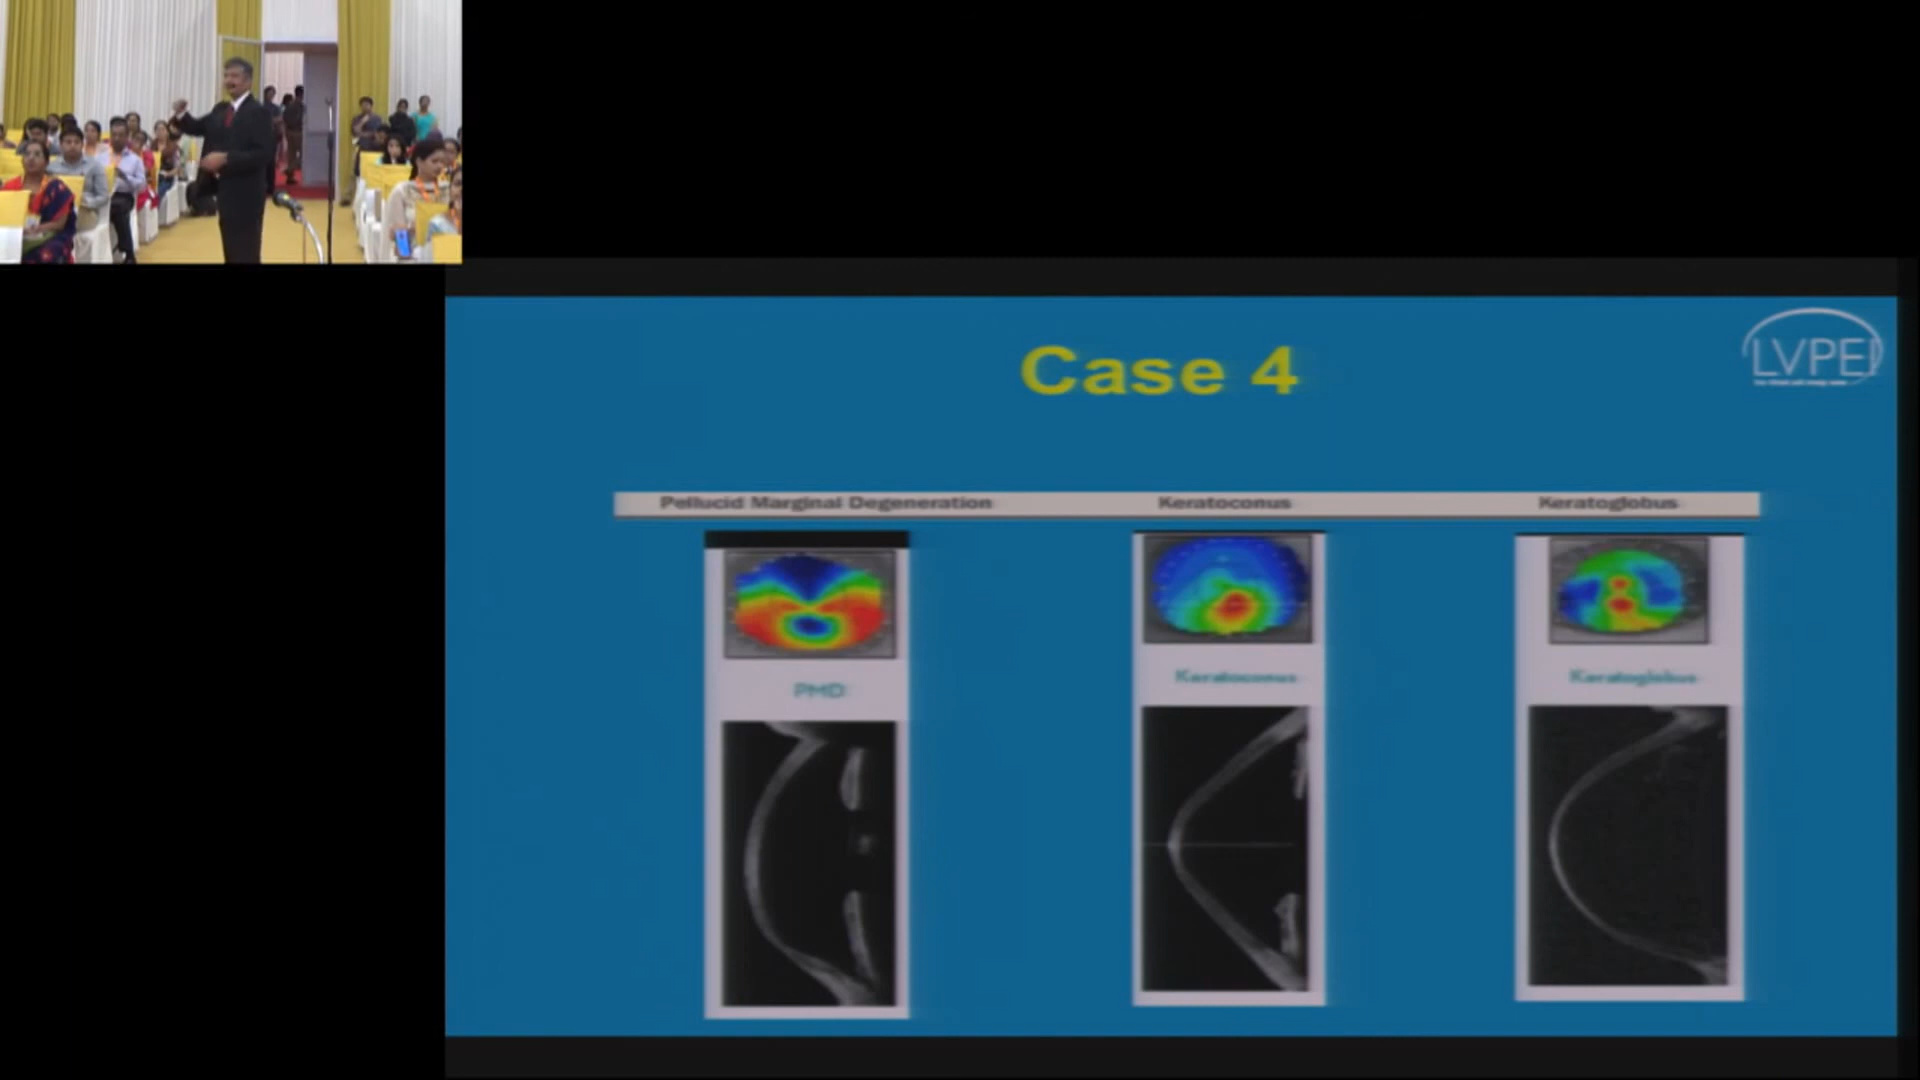 LVPEI
Case 4
Pellucid Marginal Degeneration Keratoconus Keratoglobus
PMD Keratoconus Keratoglobus